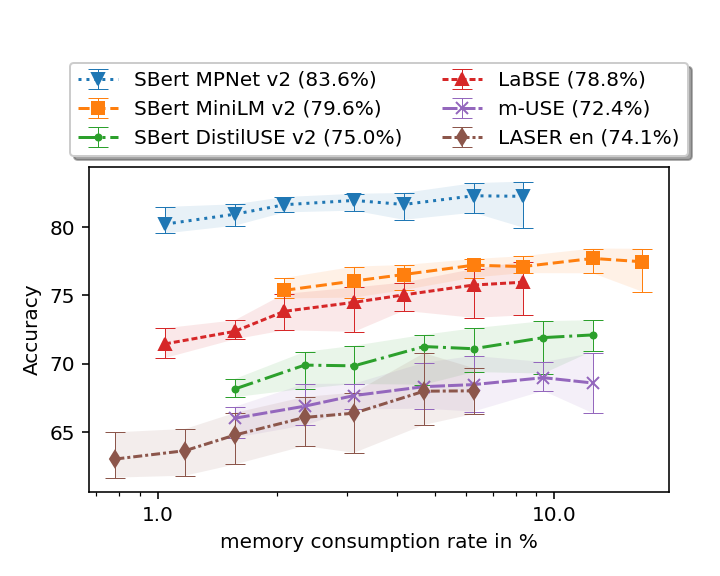 SBert MPNet v2 (83.6%)
SBert MiniLM v2 (79.6%)
SBert DistilUSE v2 (75.0%)
LaBSE (78.8%)
m-USE (72.4%)
LASER en (74.1%)
80
75
70
65
Accuracy
1.0
10.0
memory consumption rate in %